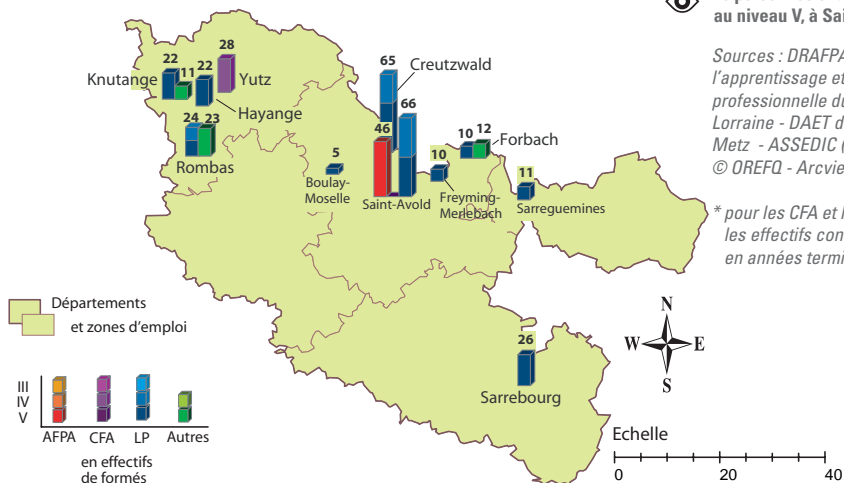 au niveau V, à Sai
Sources : DRAFPA
l'apprentissage et
professionnelle du
Lorraine - DAET d
Metz - ASSEDIC (
© OREFQ - Arcvie
* pour les CFA et l
les effectifs con
en années termi
65
28
Creutzwald
22
11
22
Knutange
Yutz
66
Hayange
24
23
46
10
12
Forbach
Rombas
5
10
11
Boulay-
Moselle
Saint-Avold
Freyming-
Merlebach
Sarreguemines
Départements
et zones d'emploi
N
W
E
S
26
Sarrebourg
III
IV
V
AFPA
CFA
LP
Autres
en effectifs
de formés
Echelle
0
20
40